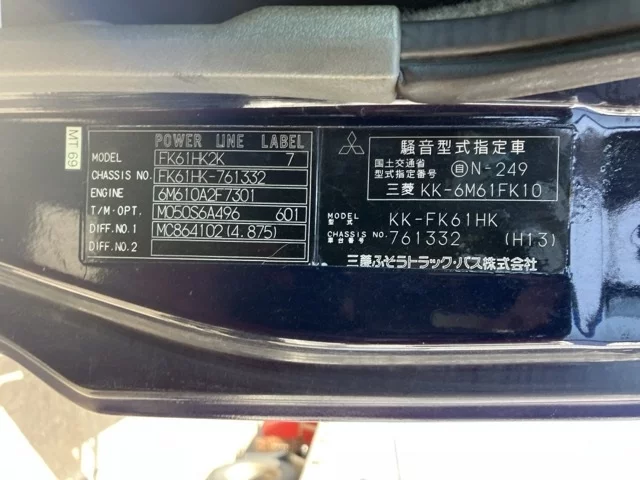 MT 69
POWER LINE LABEL
MODEL FK61HK2K 7
CHASSIS NO. FK61HK-761332
ENGINE 6M610A2F7301
T/M-OPT. M050S6A496 601
DIFF.NO.1 MC864102(4.875)
DIFF.NO.2
騒音型式指定車
国土交通省
型式指定番号 自N-249
三菱 KK-6M61FK10
MODEL
型式 KK-FK61HK
CHASSIS NO.
車台番号 761332 (H13)
三菱ふそうトラック・バス株式会社